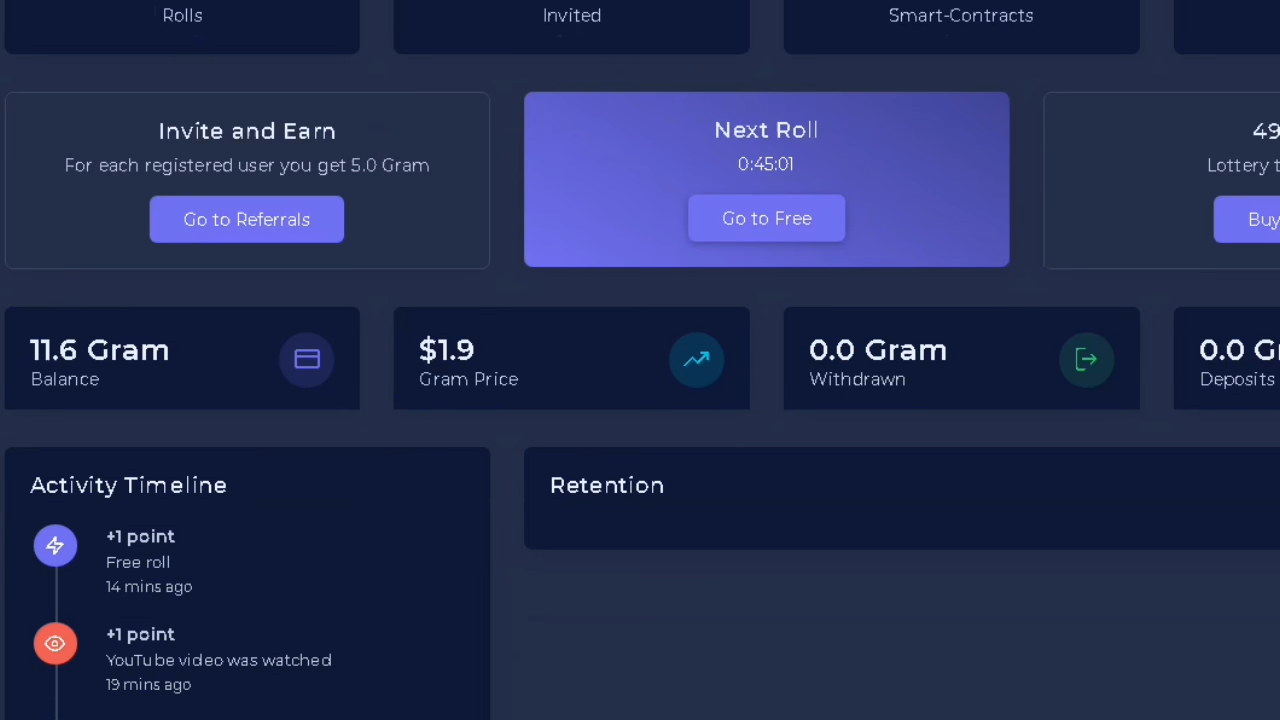 Rolls
Invited
Smart-Contracts
Invite and Earn
For each registered user you get 5.0 Gram
Go to Referrals
Next Roll
0:45:01
Go to Free
49
Lottery t
Buy
11.6 Gram
Balance
$1.9
Gram Price
0.0 Gram
Withdrawn
0.0 G
Deposits
Activity Timeline
+1 point
Free roll
14 mins ago
+1 point
YouTube video was watched
19 mins ago
Retention